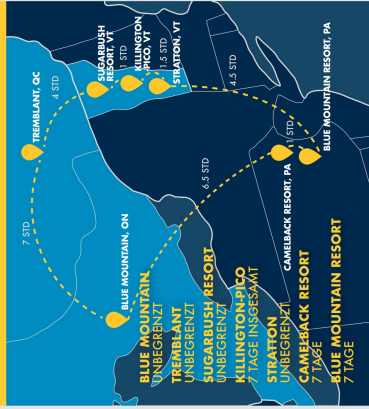 TREMBLANT, QC
4 STD
SUGARBUSH
RESORT, VT
1 STD
KILLINGTON
-PICO, VT
1,5 STD
STRATTON, VT
4.5 STD
BLUE MOUNTAIN RESORT, PA
1 STD
CAMELBACK RESORT, PA
6.5 STD
BLUE MOUNTAIN, ON
7 STD
BLUE MOUNTAIN
UNBEGRENZT
TREMBLANT
UNBEGRENZT
SUGARBUSH RESORT
UNBEGRENZT
KILLINGTON-PICO
7 TAGE INSGESAMT
STRATTON
UNBEGRENZT
CAMELBACK RESORT
7 TAGE
BLUE MOUNTAIN RESORT
7 TAGE